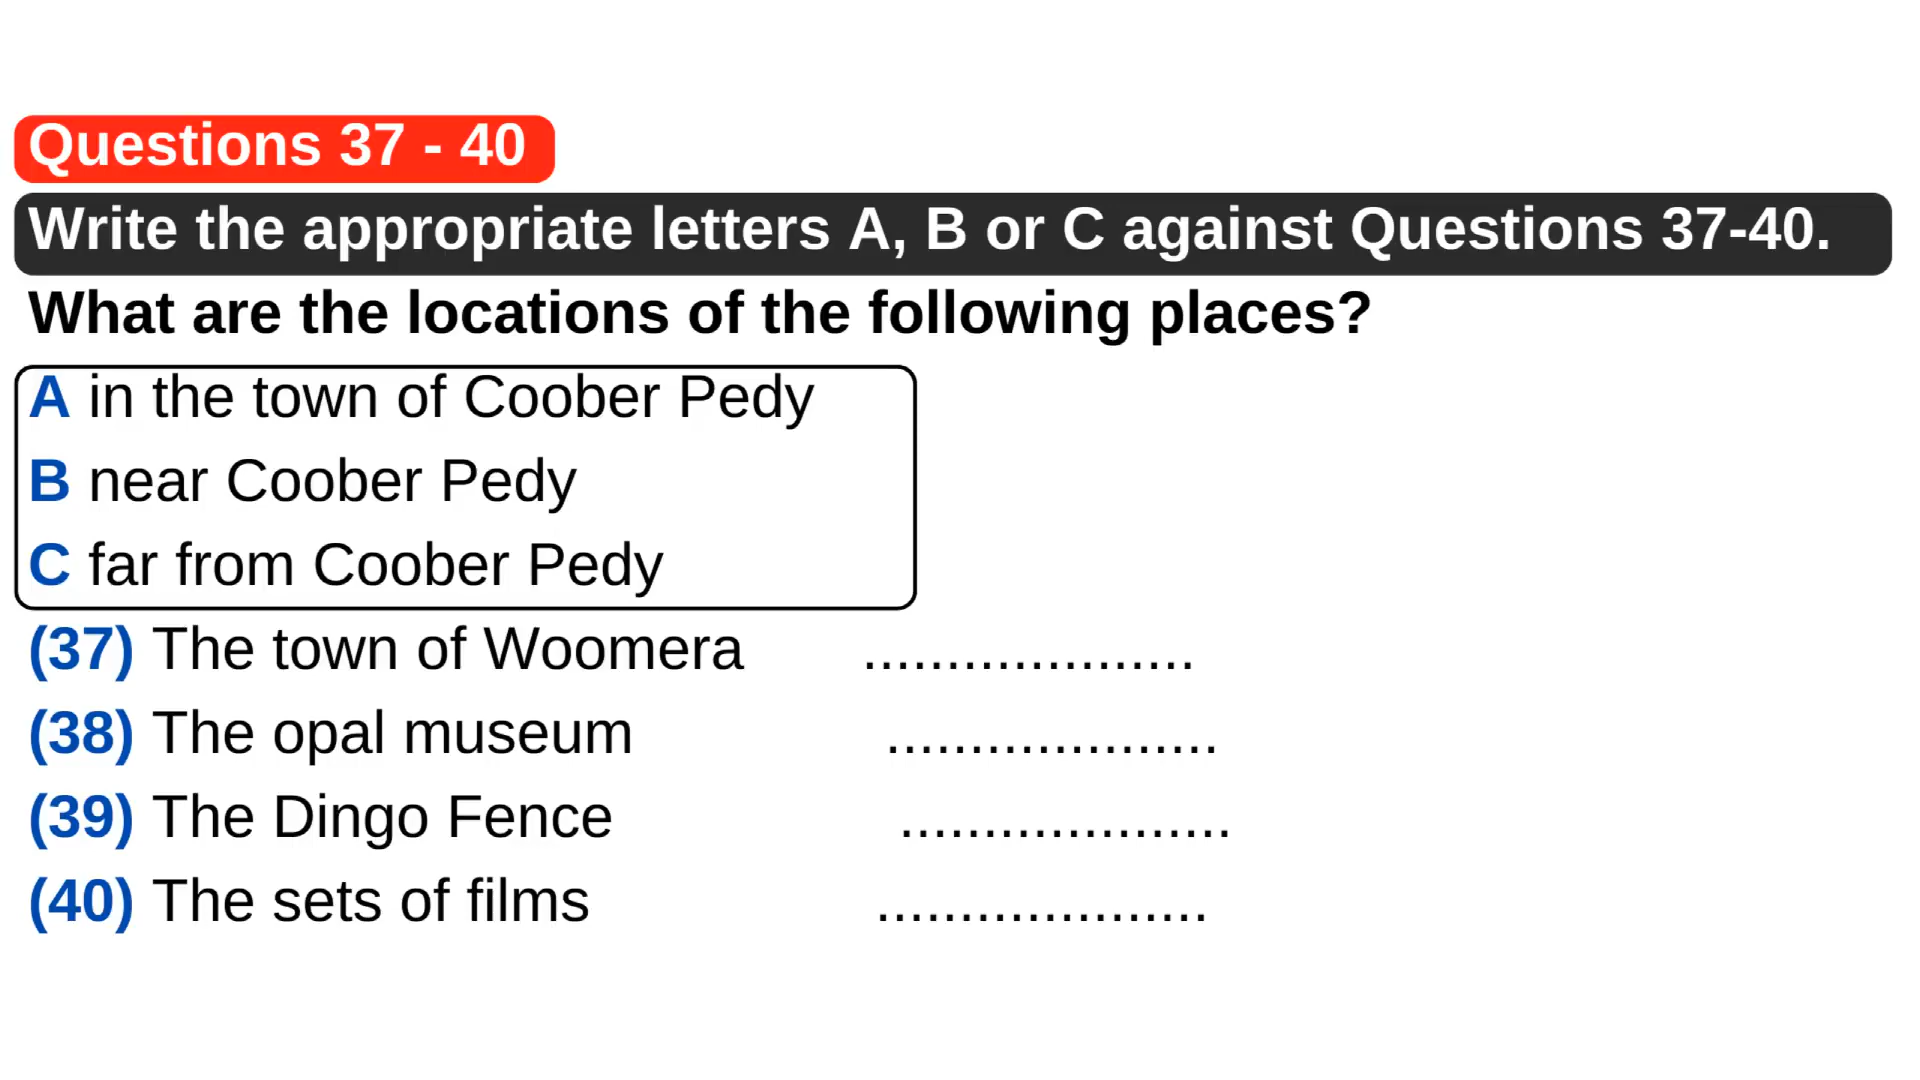 Questions 37 - 40
Write the appropriate letters A, B or C against Questions 37-40.
What are the locations of the following places?
A in the town of Coober Pedy
B near Coober Pedy
C far from Coober Pedy
(37) The town of Woomera ....................
(38) The opal museum ....................
(39) The Dingo Fence ....................
(40) The sets of films ....................